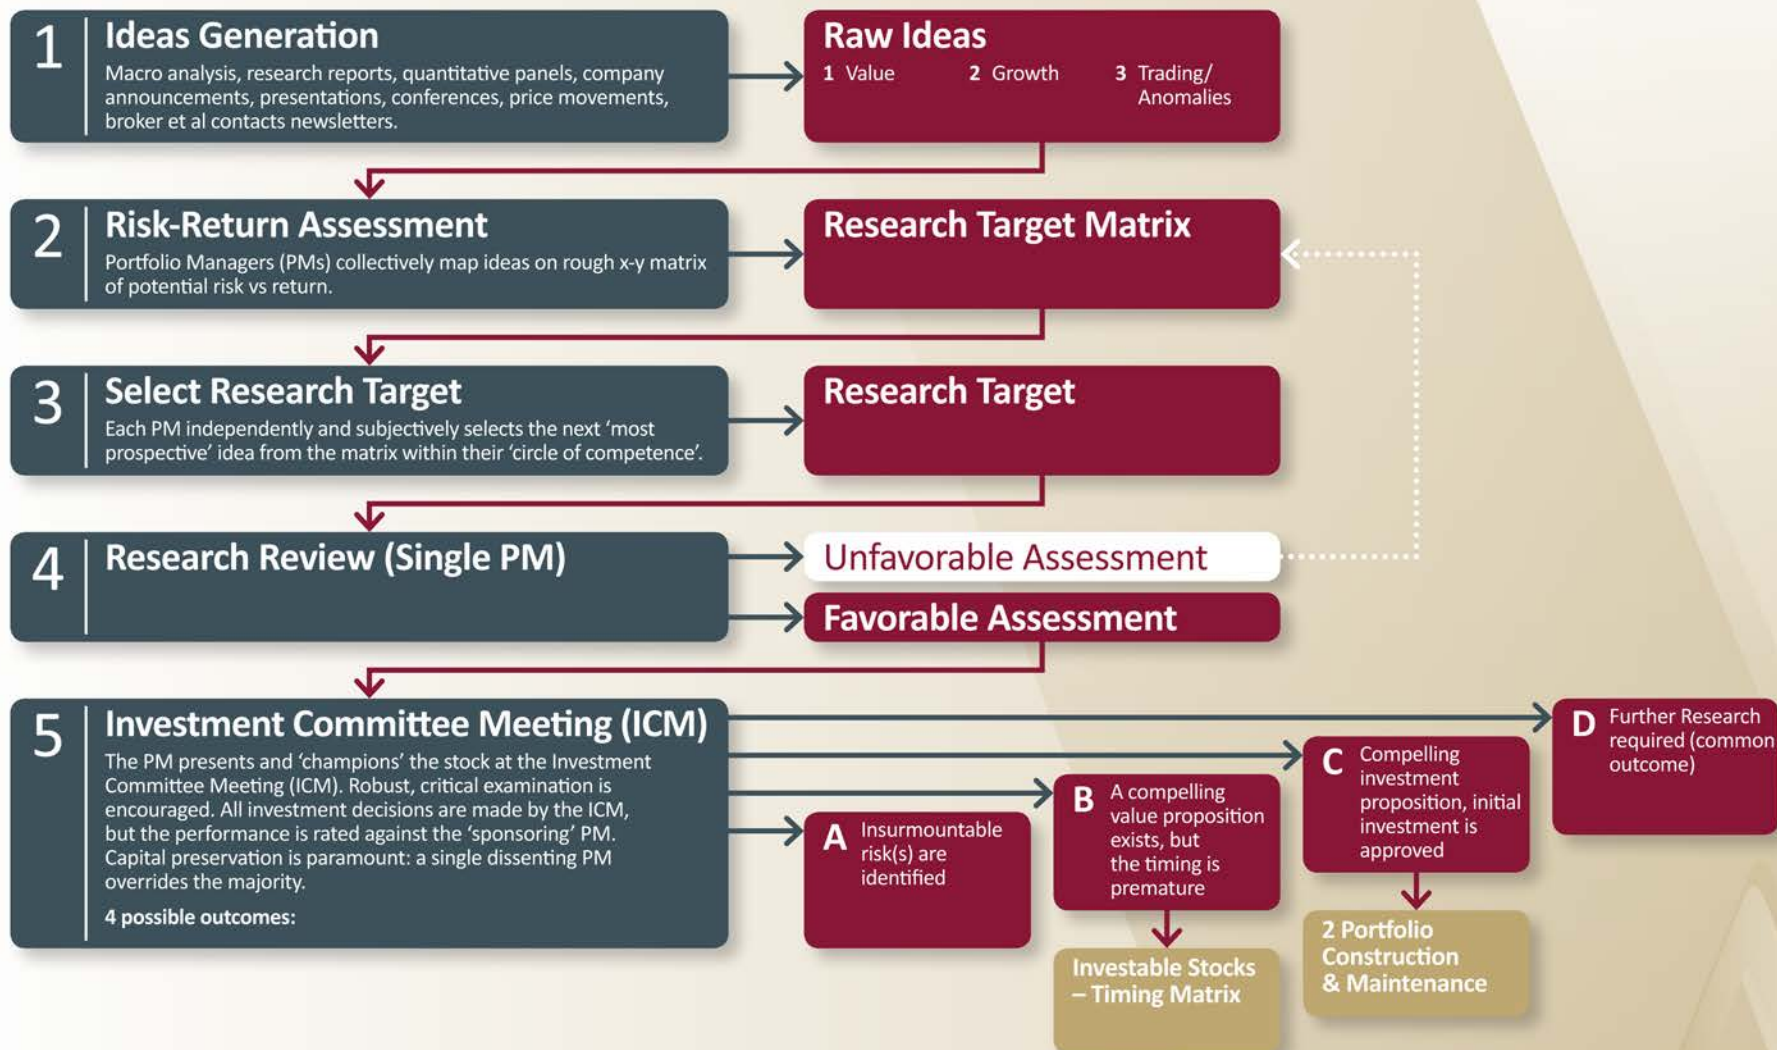 1
Ideas Generation
Macro analysis, research reports, quantitative panels, company
announcements, presentations, conferences, price movements,
broker et al contacts newsletters.
Raw Ideas
1 Value
2 Growth
3 Trading/
Anomalies
2
Risk-Return Assessment
Portfolio Managers (PMs) collectively map ideas on rough x-y matrix
of potential risk vs return.
Research Target Matrix
3
Select Research Target
Each PM independently and subjectively selects the next ‘most
prospective’ idea from the matrix within their ‘circle of competence’.
Research Target
4
Research Review (Single PM)
Unfavorable Assessment
Favorable Assessment
5
Investment Committee Meeting (ICM)
The PM presents and ‘champions’ the stock at the Investment
Committee Meeting (ICM). Robust, critical examination is
encouraged. All investment decisions are made by the ICM,
but the performance is rated against the ‘sponsoring’ PM.
Capital preservation is paramount: a single dissenting PM
overrides the majority.
4 possible outcomes:
A
Insurmountable
risk(s) are
identified
B
A compelling
value proposition
exists, but
the timing is
premature
Investable Stocks
– Timing Matrix
C
Compelling
investment
proposition, initial
investment is
approved
2 Portfolio
Construction
& Maintenance
D
Further Research
required (common
outcome)